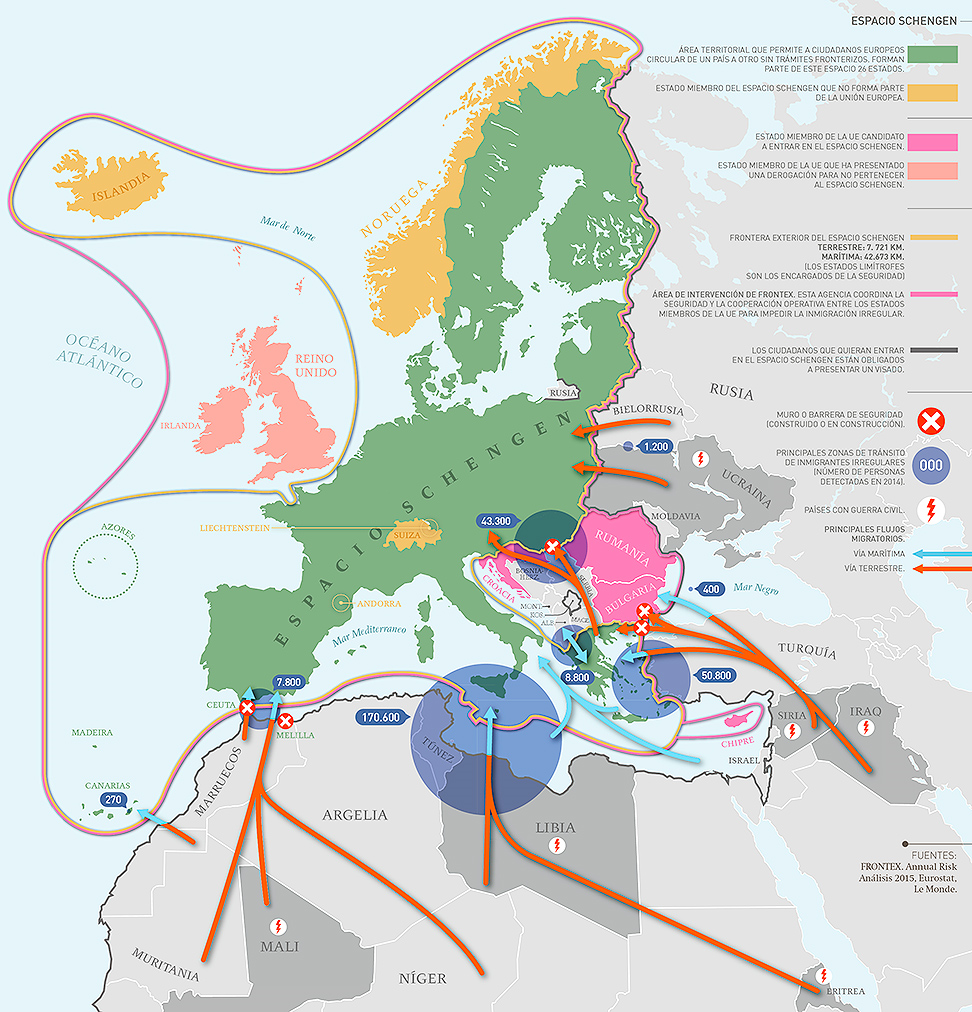 ESPACIO SCHENGEN
ÁREA TERRITORIAL QUE PERMITE A CIUDADANOS EUROPEOS
CIRCULAR DE UN PAÍS A OTRO SIN TRÁMITES FRONTERIZOS. FORMAN
PARTE DE ESTE ESPACIO 26 ESTADOS.
ESTADO MIEMBRO DEL ESPACIO SCHENGEN QUE NO FORMA PARTE
DE LA UNIÓN EUROPEA.
ESTADO MIEMBRO DE LA UE CANDIDATO
A ENTRAR EN EL ESPACIO SCHENGEN.
ESTADO MIEMBRO DE LA UE QUE HA PRESENTADO
UNA DEROGACIÓN PARA NO PERTENECER
AL ESPACIO SCHENGEN.
FRONTERA EXTERIOR DEL ESPACIO SCHENGEN
TERRESTRE: 7. 721 KM.
MARÍTIMA: 42.673 KM.
(LOS ESTADOS LIMÍTROFES
SON LOS ENCARGADOS DE LA SEGURIDAD)
ÁREA DE INTERVENCIÓN DE FRONTEX. ESTA AGENCIA COORDINA LA
SEGURIDAD Y LA COOPERACIÓN OPERATIVA ENTRE LOS ESTADOS
MIEMBROS DE LA UE PARA IMPEDIR LA INMIGRACIÓN IRREGULAR.
LOS CIUDADANOS QUE QUIERAN ENTRAR
EN EL ESPACIO SCHENGEN ESTÁN OBLIGADOS
A PRESENTAR UN VISADO.
MURO O BARRERA DE SEGURIDAD
(CONSTRUIDO O EN CONSTRUCCIÓN).
PRINCIPALES ZONAS DE TRÁNSITO
DE INMIGRANTES IRREGULARES
(NÚMERO DE PERSONAS
DETECTADAS EN 2014).
000
PAÍSES CON GUERRA CIVIL.
PRINCIPALES FLUJOS
MIGRATORIOS.
VÍA MARÍTIMA
VÍA TERRESTRE.
ISLANDIA
NORUEGA
Mar de Norte
OCÉANO
ATLÁNTICO
REINO
UNIDO
IRLANDA
RUSIA
RUSIA
BIELORRUSIA
1.200
UCRAINA
MOLDAVIA
ESPACIO SCHENGEN
LIECHTENSTEIN
SUIZA
43.300
AZORES
RUMANÍA
BULGARIA
BOSNIA-
HERZ.
CROACIA
SERBIA
MONT.
KOS.
ALB.
MACE.
400
Mar Negro
ANDORRA
Mar Mediterraneo
TURQUÍA
8.800
50.800
7.800
CEUTA
MELILLA
170.600
TÚNEZ
SIRIA
IRAQ
CHIPRE
ISRAEL
MADEIRA
CANARIAS
270
MARRUECOS
ARGELIA
LIBIA
MALI
MURITANIA
NÍGER
ERITREA
FUENTES:
FRONTEX. Annual Risk
Análisis 2015, Eurostat,
Le Monde.